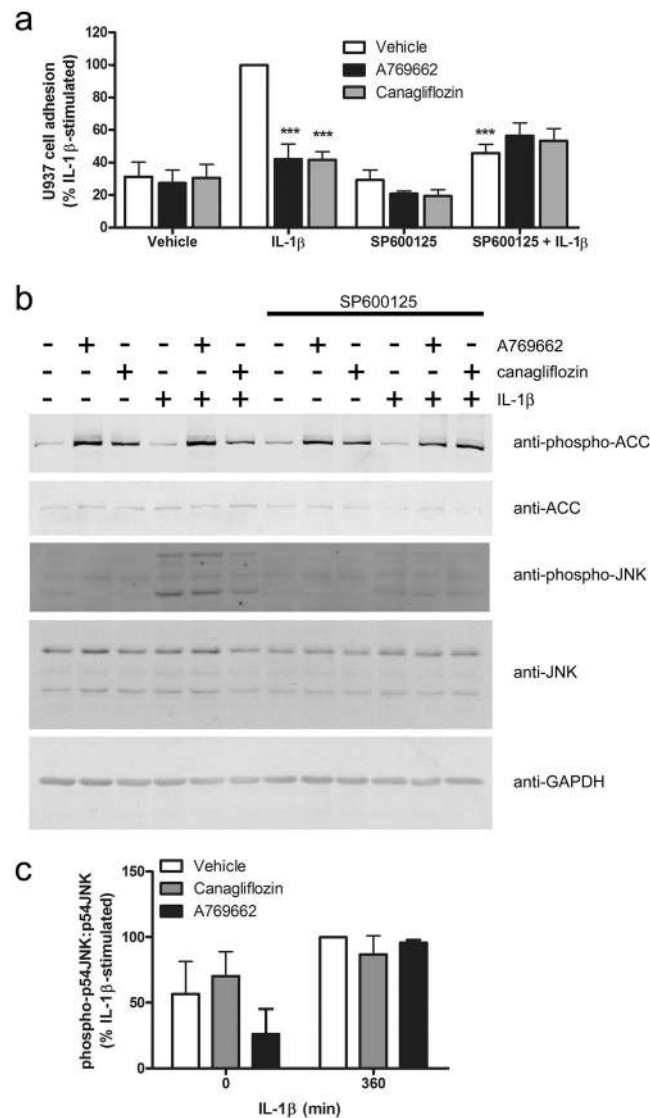 a
U937 cell adhesion
(% IL-1β-stimulated)
120
100
80
60
40
20
0
Vehicle
A769662
Canagliflozin
*** ***
***
Vehicle IL-1β SP600125 SP600125 + IL-1β
b
SP600125
- + - - + - - + - - + - A769662
- - + - - + - - + - - + canagliflozin
- - - + + + - - - + + + IL-1β
anti-phospho-ACC
anti-ACC
anti-phospho-JNK
anti-JNK
anti-GAPDH
c
phospho-p54JNK:p54JNK
(% IL-1β-stimulated)
150
100
50
0
Vehicle
Canagliflozin
A769662
0 360
IL-1β (min)